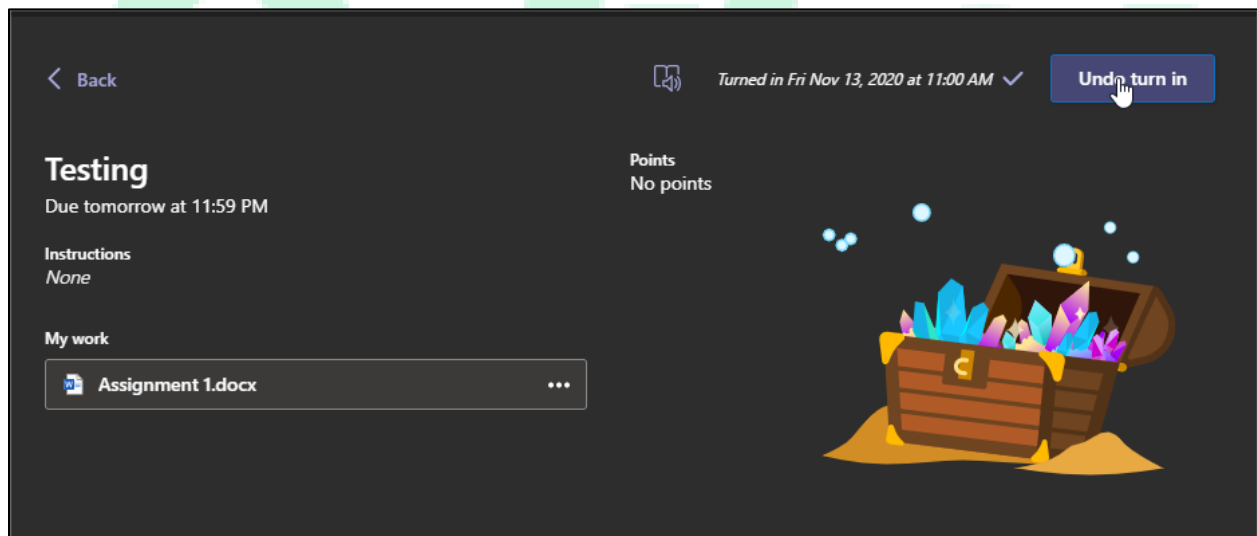 Back
Turned in Fri Nov 13, 2020 at 11:00 AM
Undo turn in
Testing
Due tomorrow at 11:59 PM
Points
No points
Instructions
None
My work
Assignment 1.docx